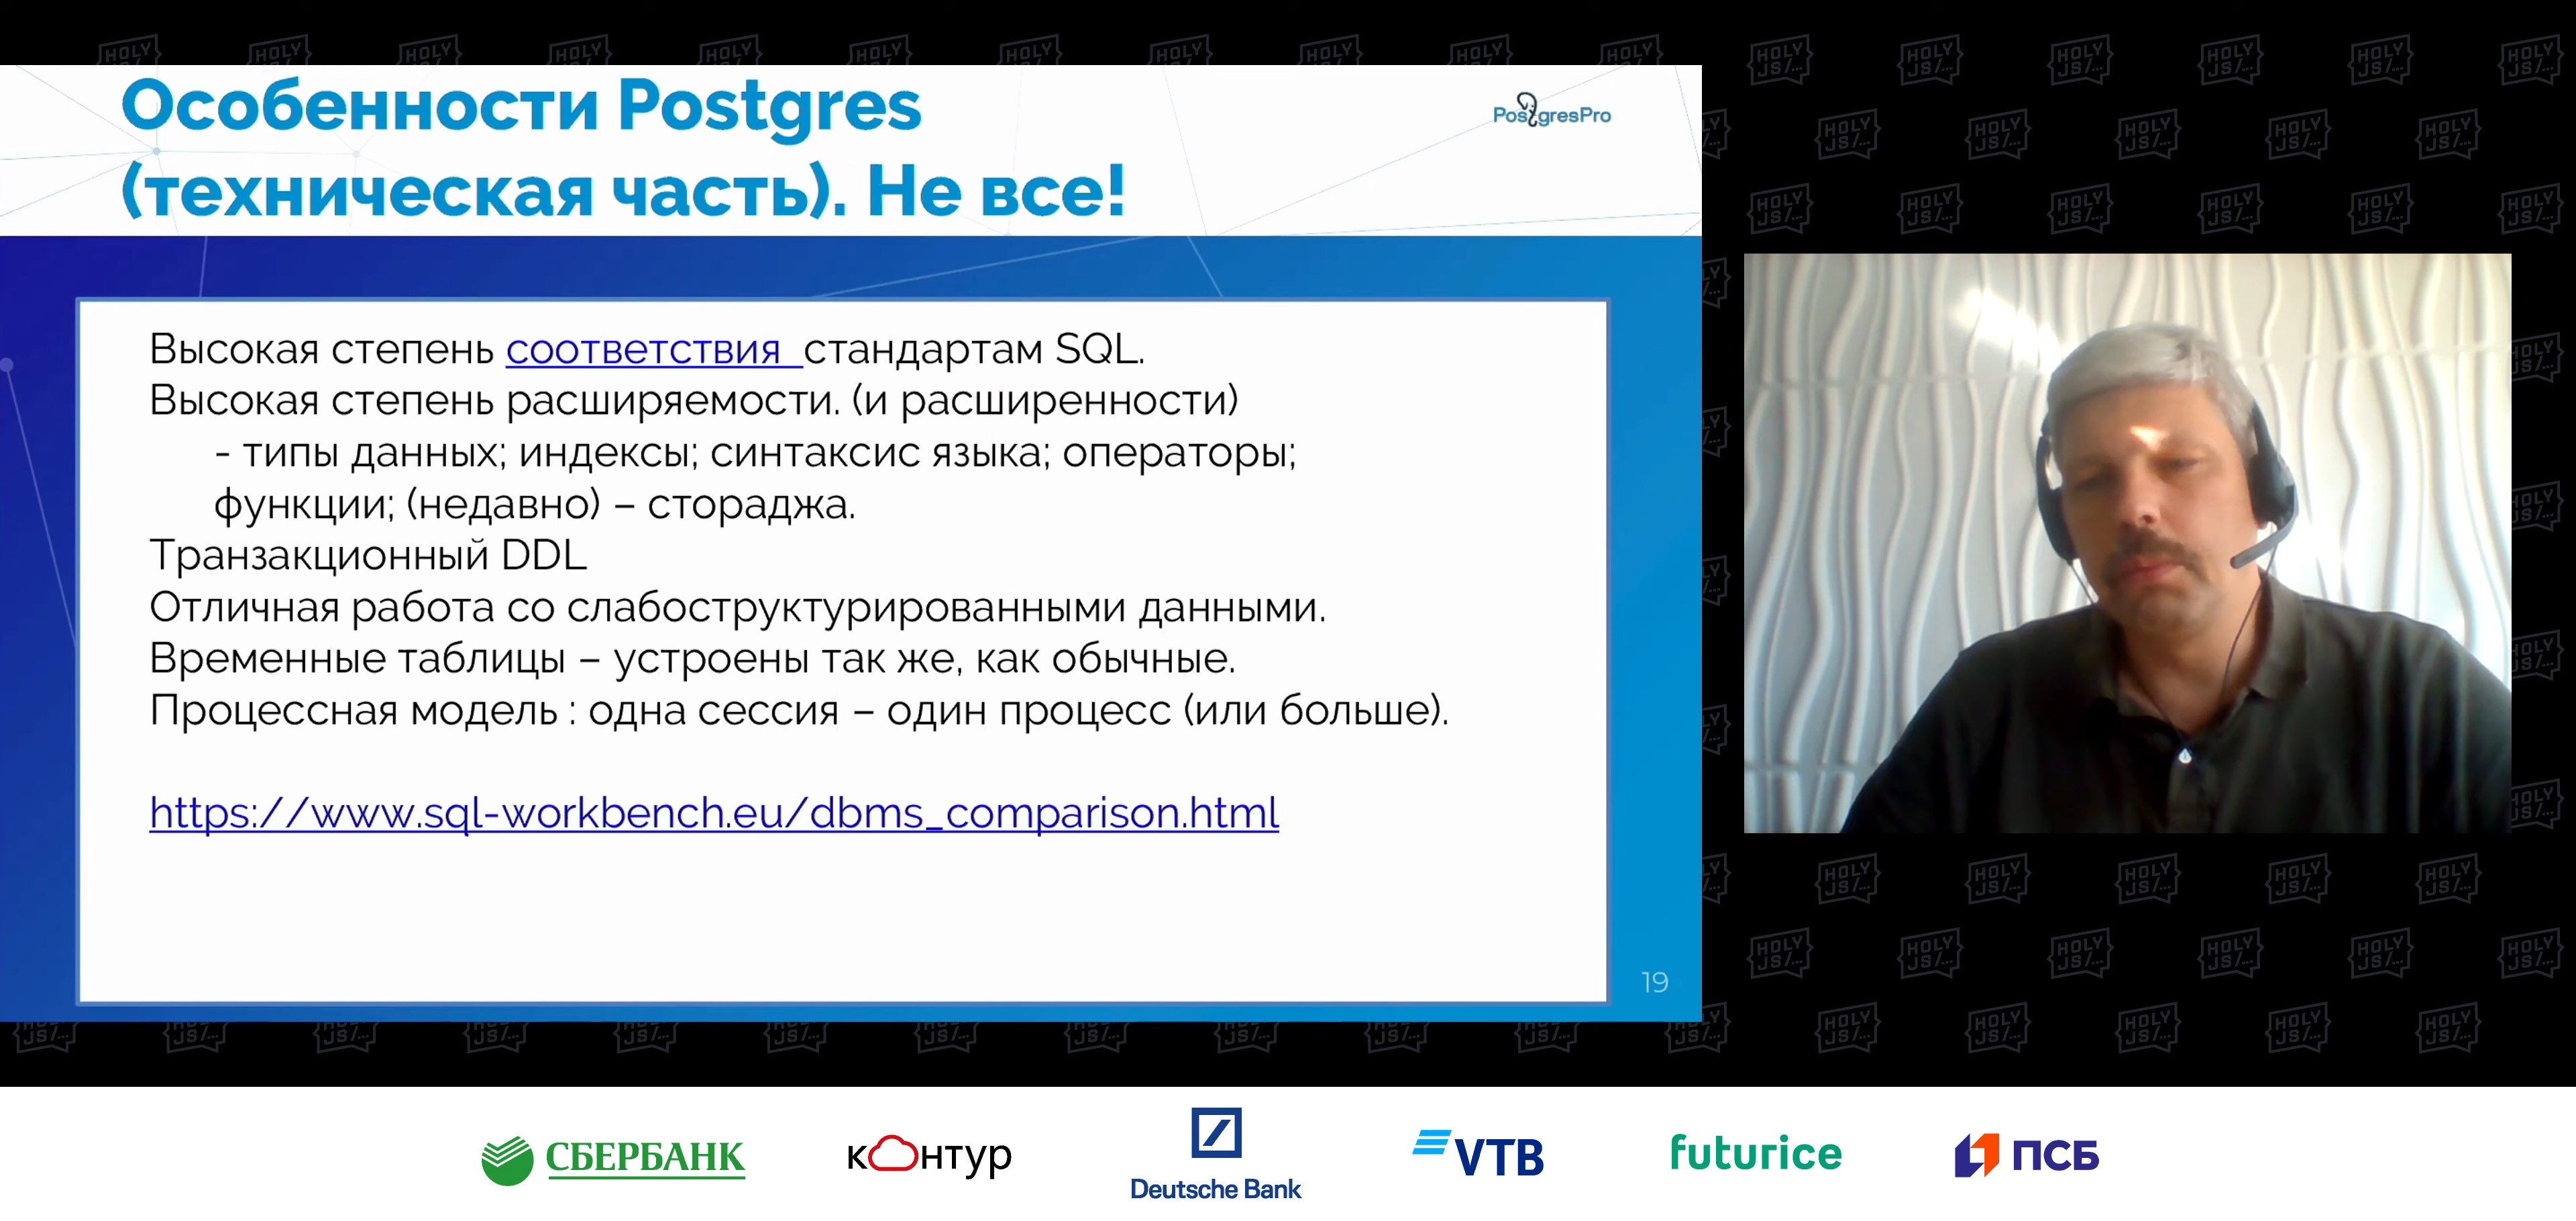 Особенности Postgres
(техническая часть). Не все!
PostgresPro
Высокая степень соответствия стандартам SQL.
Высокая степень расширяемости. (и расширенности)
- типы данных; индексы; синтаксис языка; операторы;
функции; (недавно) – стораджа.
Транзакционный DDL
Отличная работа со слабоструктурированными данными.
Временные таблицы – устроены так же, как обычные.
Процессная модель : одна сессия – один процесс (или больше).
https://www.sql-workbench.eu/dbms_comparison.html
19
HOLY
JS/...
СБЕРБАНК
контур
Deutsche Bank
VTB
futurice
ПСБ